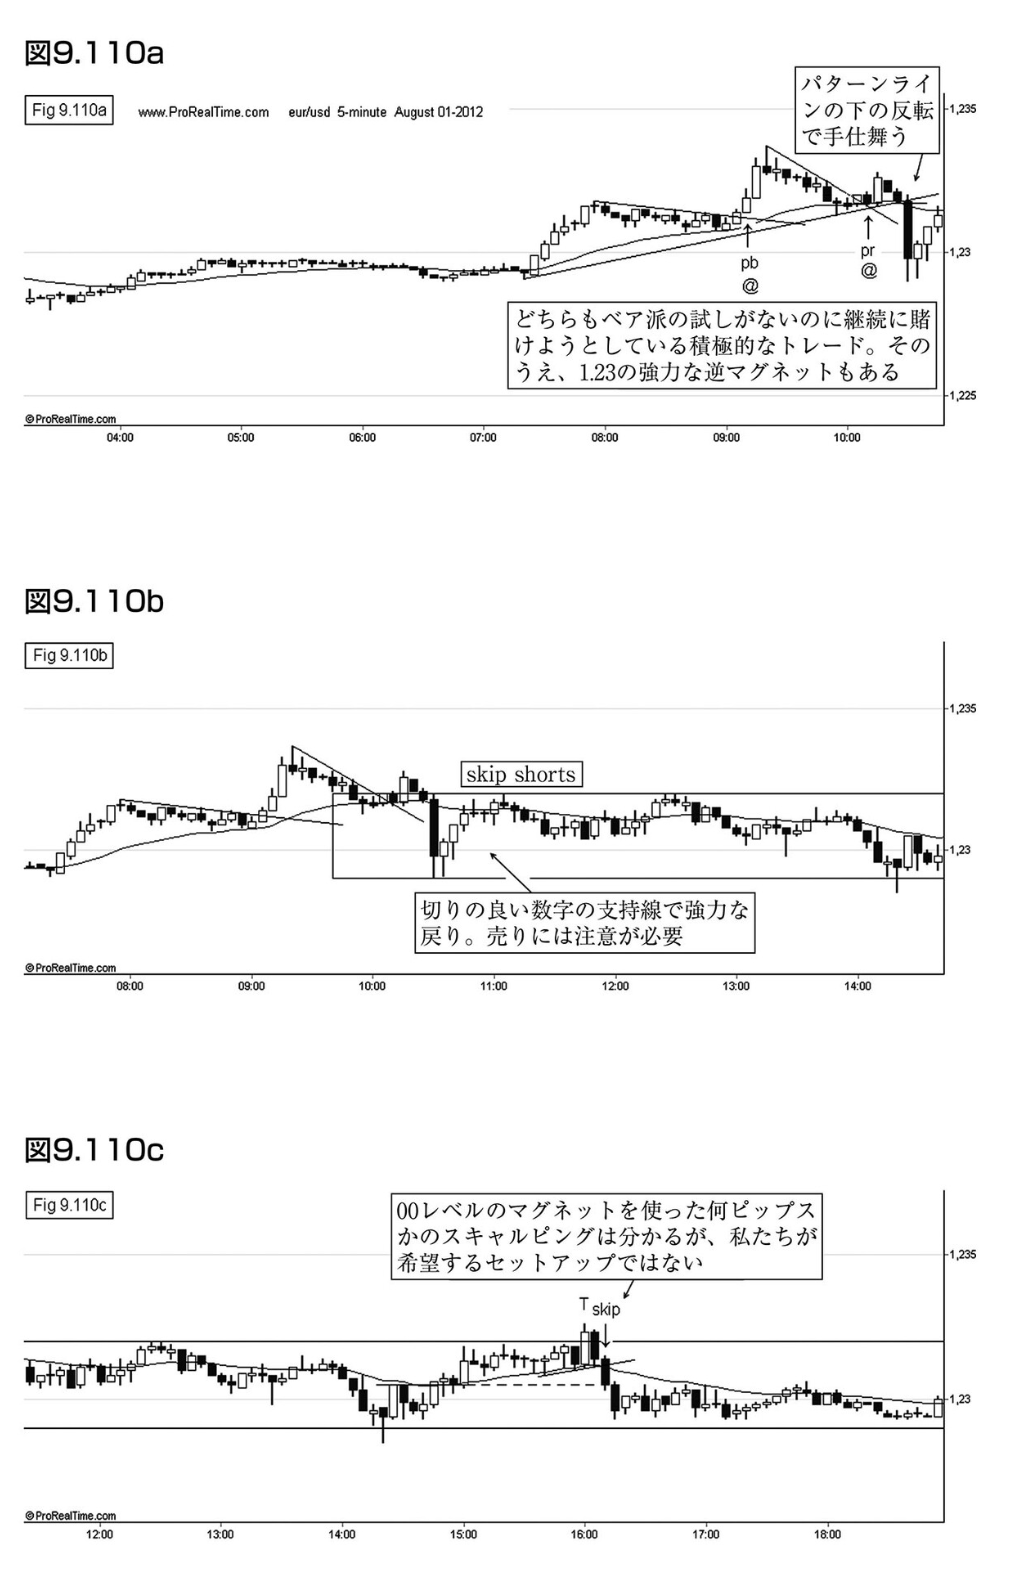 図9.110a
Fig 9.110a
www.ProRealTime.com eur/usd 5-minute August 01-2012
パターンライ
ンの下の反転
で手仕舞う
1,235
1,23
1,225
pb
@
pr
@
どちらもベア派の試しがないのに継続に賭
けようとしている積極的なトレード。その
うえ、1.23の強力な逆マグネットもある
©ProRealTime.com
04:00 05:00 06:00 07:00 08:00 09:00 10:00
図9.110b
Fig 9.110b
1,235
skip shorts
1,23
切りの良い数字の支持線で強力な
戻り。売りには注意が必要
©ProRealTime.com
08:00 09:00 10:00 11:00 12:00 13:00 14:00
図9.110c
Fig 9.110c
00レベルのマグネットを使った何ピップス
かのスキャルピングは分かるが、私たちが
希望するセットアップではない
1,235
T
skip
1,23
©ProRealTime.com
12:00 13:00 14:00 15:00 16:00 17:00 18:00